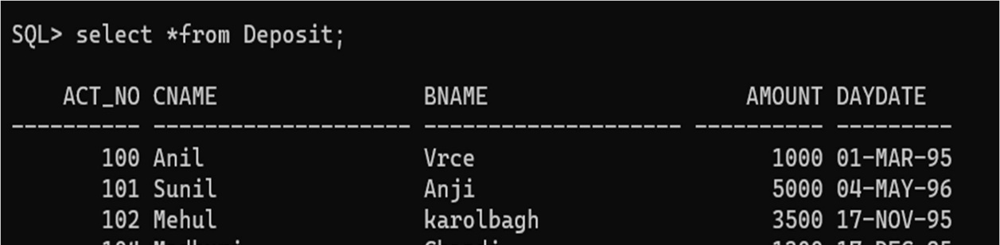 SQL> select *from Deposit;
ACT_NO CNAME BNAME AMOUNT DAYDATE
---------- -------------------- -------------------- ---------- ---------
100 Anil Vrce 1000 01-MAR-95
101 Sunil Anji 5000 04-MAY-96
102 Mehul karolbagh 3500 17-NOV-95